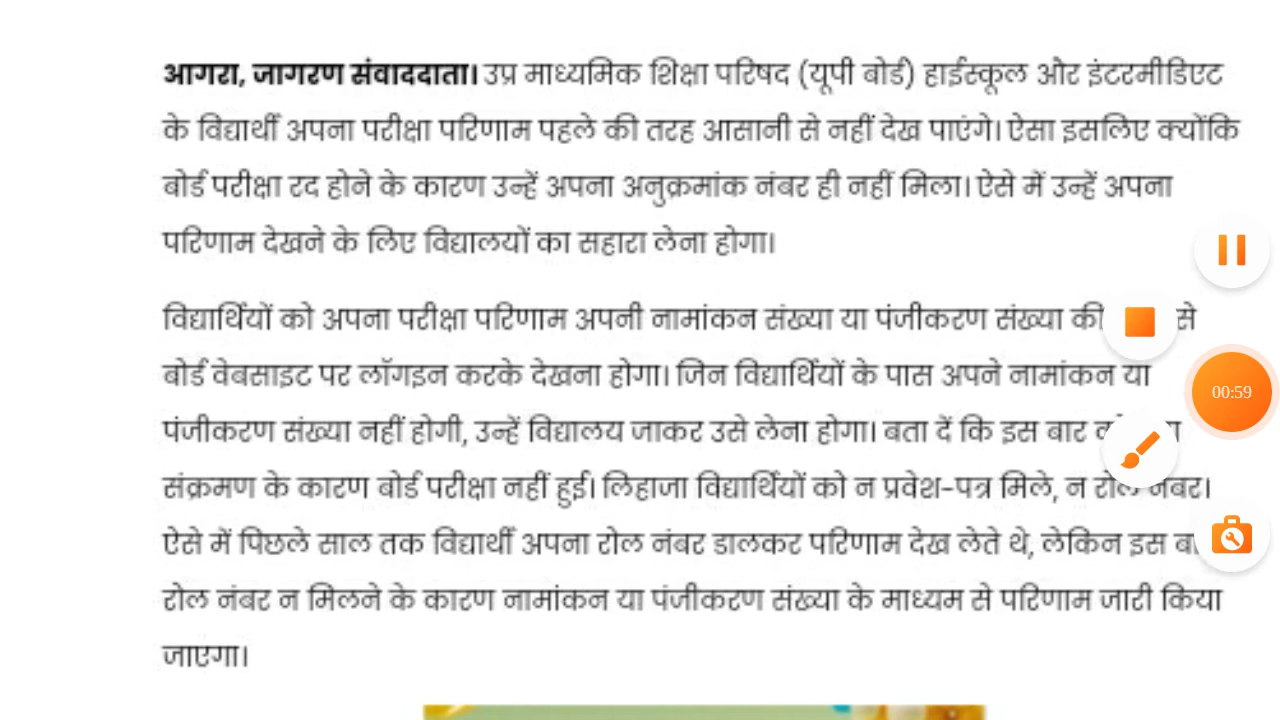 आगरा, जागरण संवाददाता। उप्र माध्यमिक शिक्षा परिषद (यूपी बोर्ड) हाईस्कूल और इंटरमीडिएट
के विद्यार्थी अपना परीक्षा परिणाम पहले की तरह आसानी से नहीं देख पाएंगे। ऐसा इसलिए क्योंकि
बोर्ड परीक्षा रद होने के कारण उन्हें अपना अनुक्रमांक नंबर ही नहीं मिला। ऐसे में उन्हें अपना
परिणाम देखने के लिए विद्यालयों का सहारा लेना होगा।
विद्यार्थियों को अपना परीक्षा परिणाम अपनी नामांकन संख्या या पंजीकरण संख्या की से
बोर्ड वेबसाइट पर लॉगइन करके देखना होगा। जिन विद्यार्थियों के पास अपने नामांकन या
00:59
पंजीकरण संख्या नहीं होगी, उन्हें विद्यालय जाकर उसे लेना होगा। बता दें कि इस बार
संक्रमण के कारण बोर्ड परीक्षा नहीं हुई। लिहाजा विद्यार्थियों को न प्रवेश-पत्र मिले, न रोल नंबर।
ऐसे में पिछले साल तक विद्यार्थी अपना रोल नंबर डालकर परिणाम देख लेते थे, लेकिन इस
रोल नंबर न मिलने के कारण नामांकन या पंजीकरण संख्या के माध्यम से परिणाम जारी किया
जाएगा।